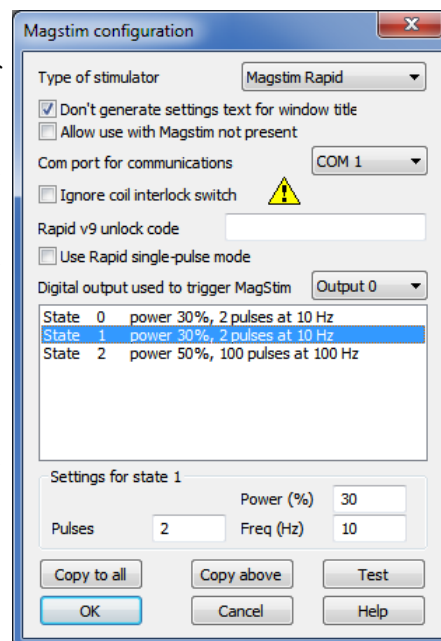 Magstim configuration
Type of stimulator Magstim Rapid
Don't generate settings text for window title
Allow use with Magstim not present
Com port for communications COM 1
Ignore coil interlock switch
Rapid v9 unlock code
Use Rapid single-pulse mode
Digital output used to trigger MagStim Output 0
State 0 power 30%, 2 pulses at 10 Hz
State 1 power 30%, 2 pulses at 10 Hz
State 2 power 50%, 100 pulses at 100 Hz
Settings for state 1
Power (%) 30
Pulses 2 Freq (Hz) 10
Copy to all Copy above Test
OK Cancel Help